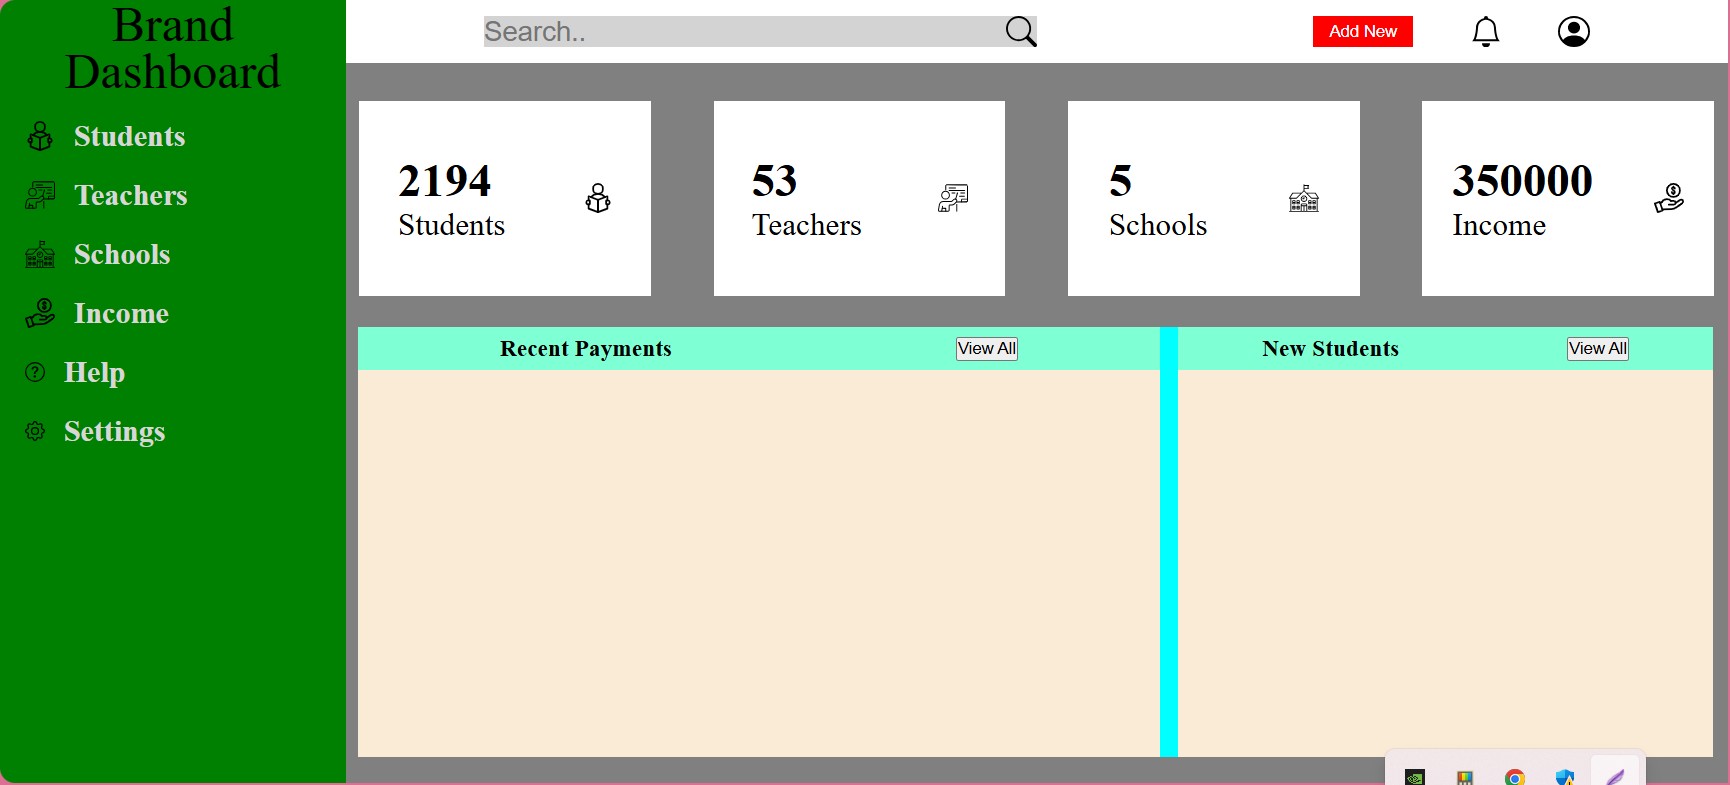 Brand
Dashboard
Students
Teachers
Schools
Income
Help
Settings
Search..
Add New
2194
Students
53
Teachers
5
Schools
350000
Income
Recent Payments
View All
New Students
View All